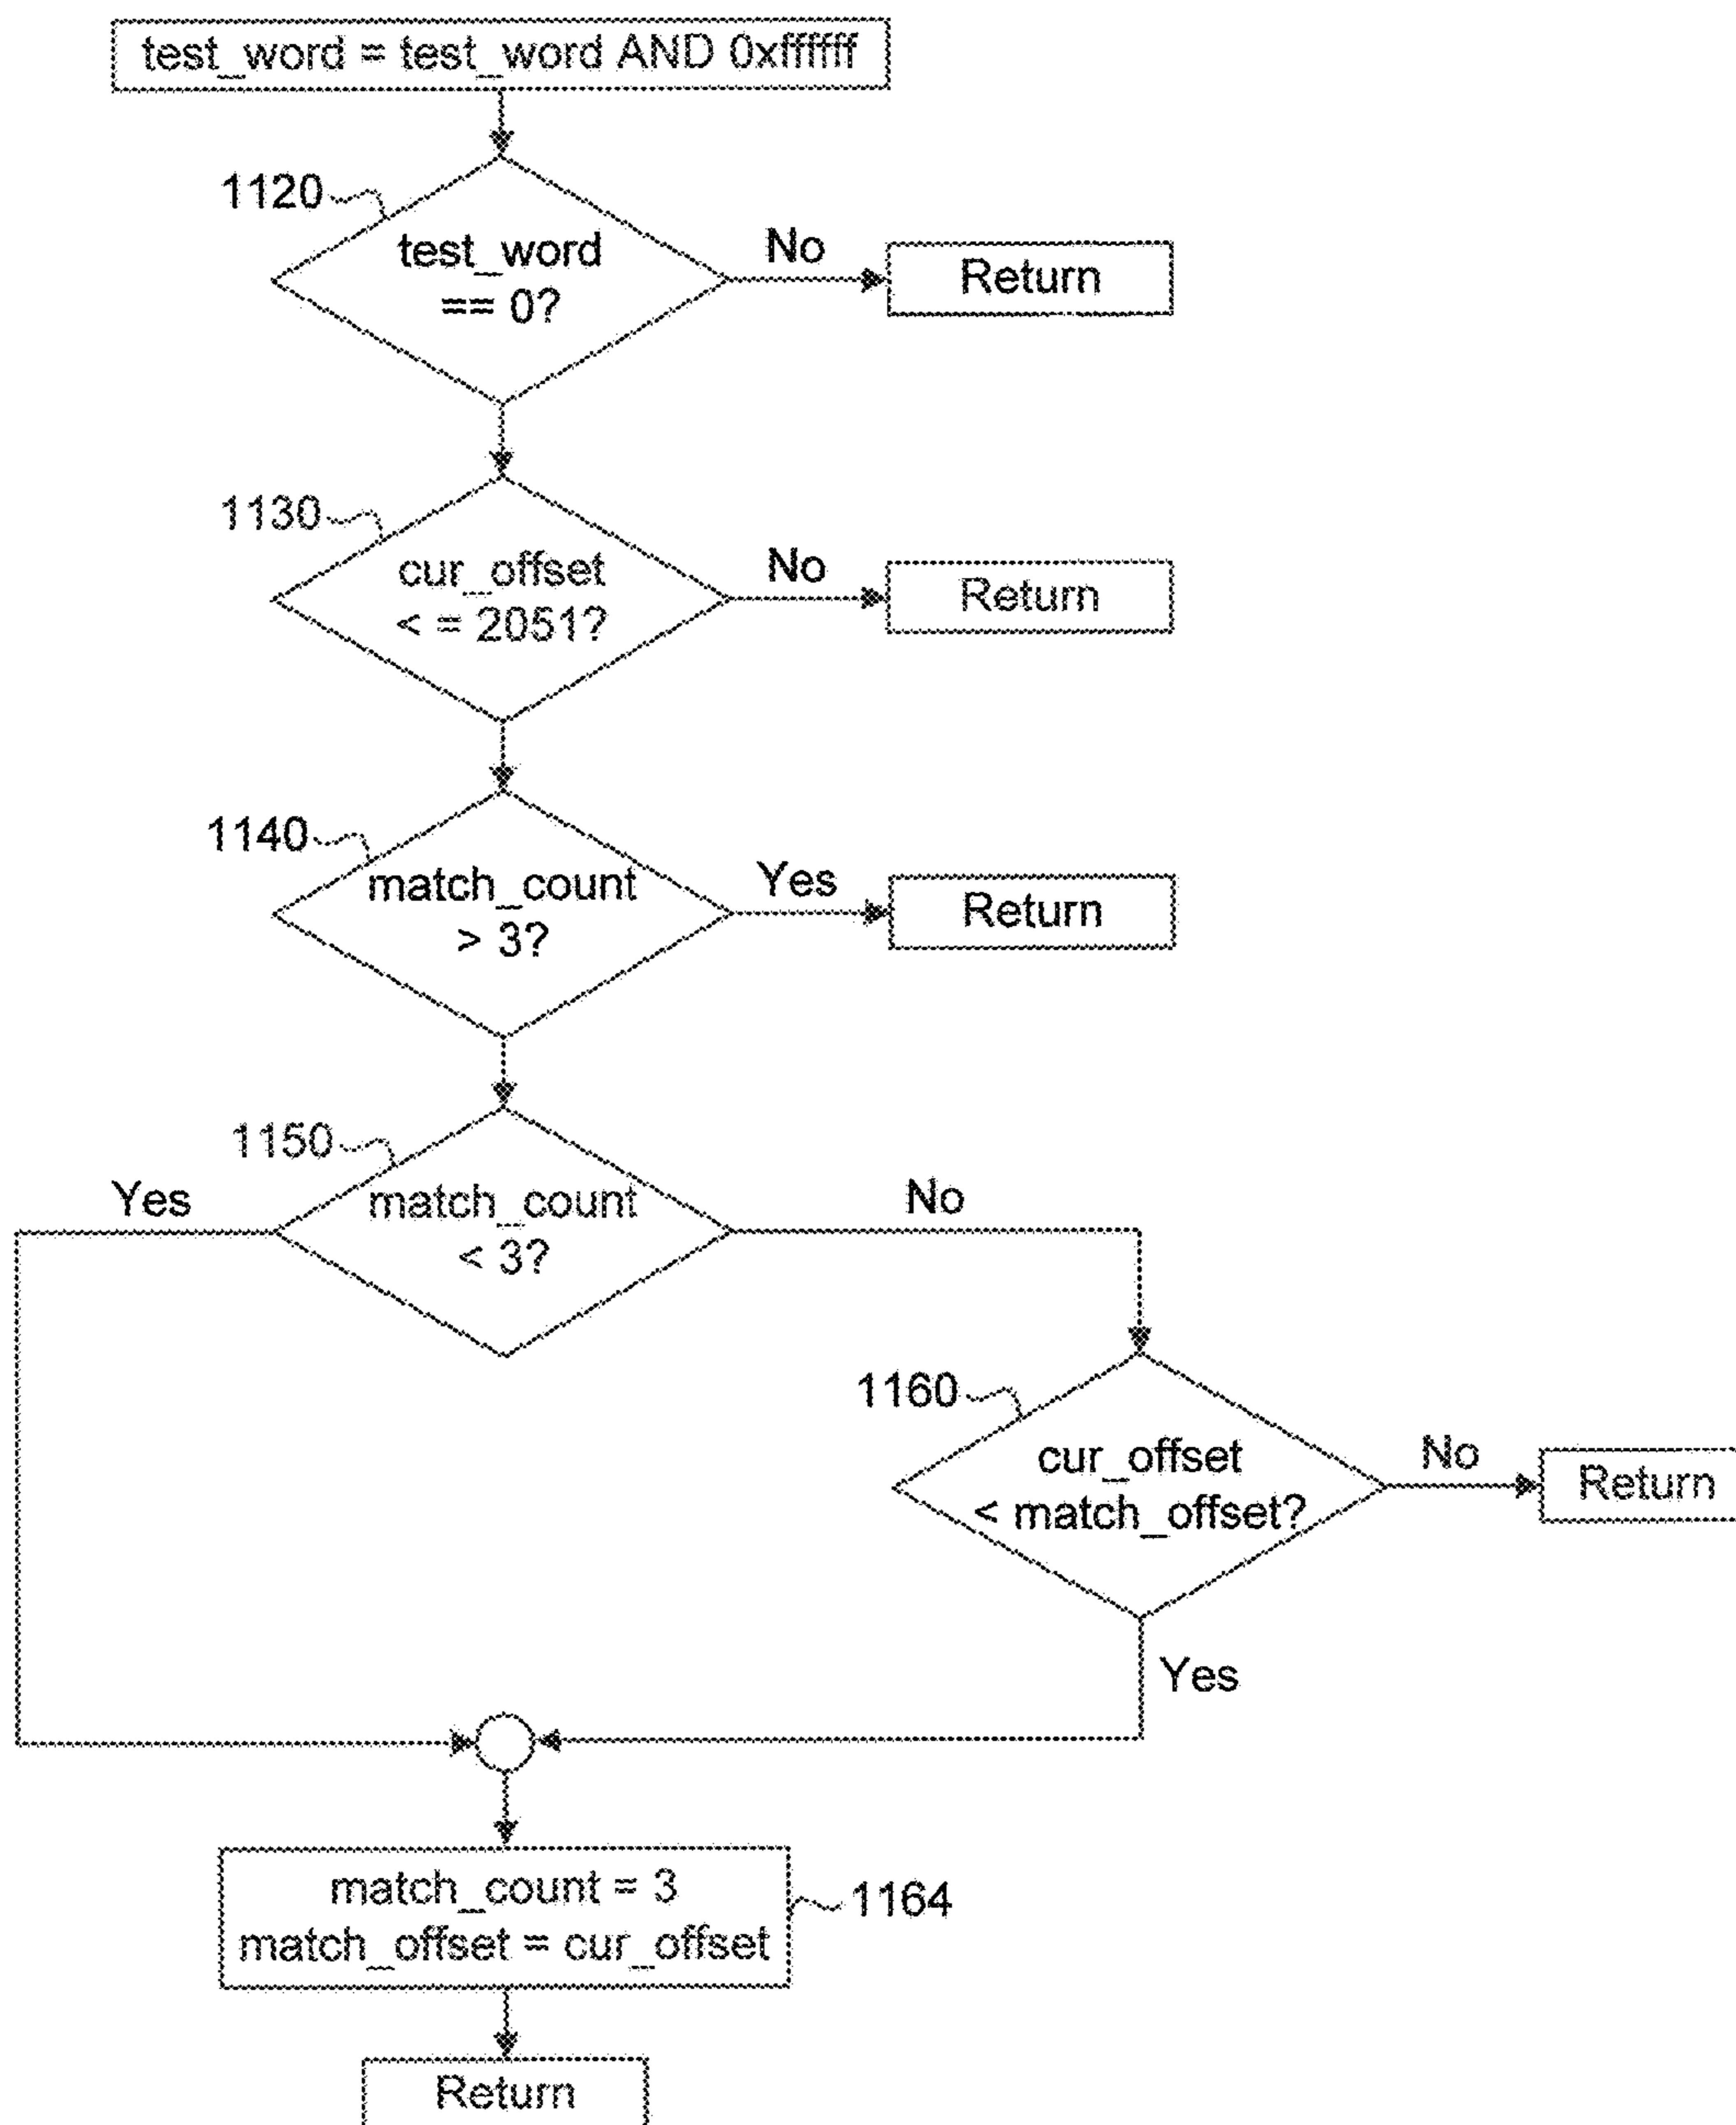 test_word = test_word AND 0xffffff
1120
test_word
== 0?
No
Return
1130
cur_offset
< = 2051?
No
Return
1140
match_count
> 3?
Yes
Return
1150
match_count
< 3?
Yes
No
1160
cur_offset
< match_offset?
No
Return
Yes
match_count = 3
match_offset = cur_offset
1164
Return